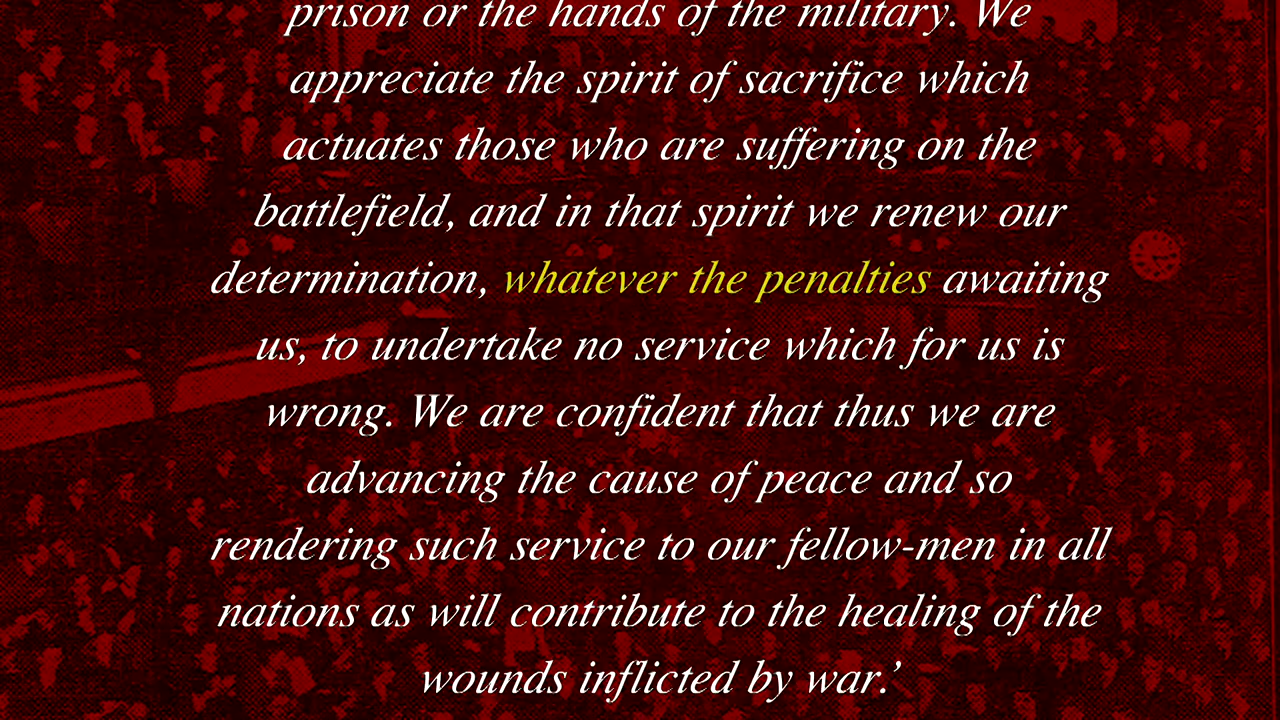 prison or the hands of the military. We
appreciate the spirit of sacrifice which
actuates those who are suffering on the
battlefield, and in that spirit we renew our
determination, whatever the penalties awaiting
us, to undertake no service which for us is
wrong. We are confident that thus we are
advancing the cause of peace and so
rendering such service to our fellow-men in all
nations as will contribute to the healing of the
wounds inflicted by war.’